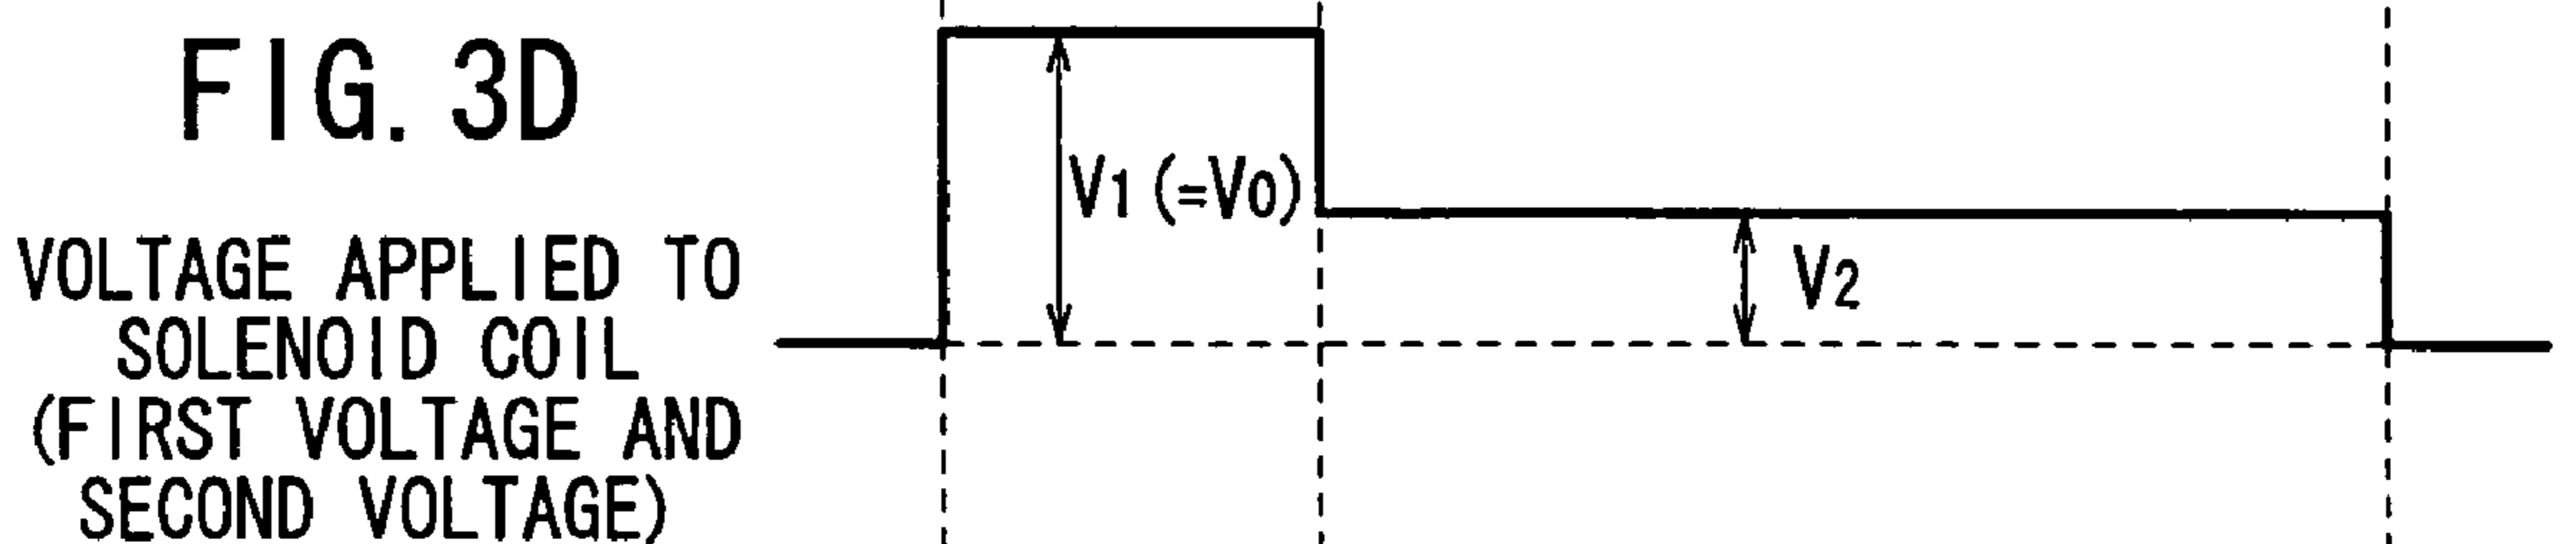 FIG. 3D
VOLTAGE APPLIED TO
SOLENOID COIL
(FIRST VOLTAGE AND
SECOND VOLTAGE)
V1 (=V0)
V2